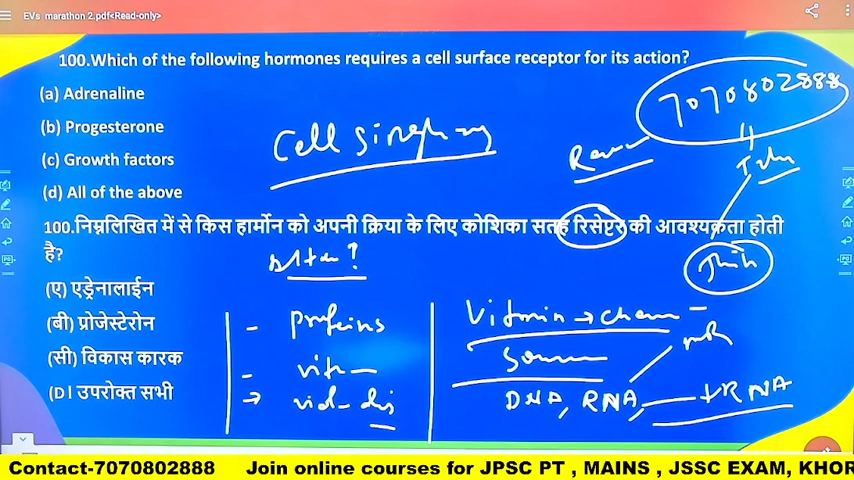 EVs marathon 2.pdf<Read-only>
100.Which of the following hormones requires a cell surface receptor for its action?
(a) Adrenaline
(b) Progesterone
(c) Growth factors
(d) All of the above
7070802888
Cell
100.निम्नलिखित में से किस हार्मोन को अपनी क्रिया के लिए कोशिका सतह रिसेप्टर की आवश्यकता होती
है?
(ए) एड्रेनालाईन
(बी) प्रोजेस्टेरोन
(सी) विकास कारक
(D। उपरोक्त सभी
- proteins
Vitmin → chem -
DNA, RNA
tRNA
Contact-7070802888 Join online courses for JPSC PT , MAINS , JSSC EXAM, KHOR